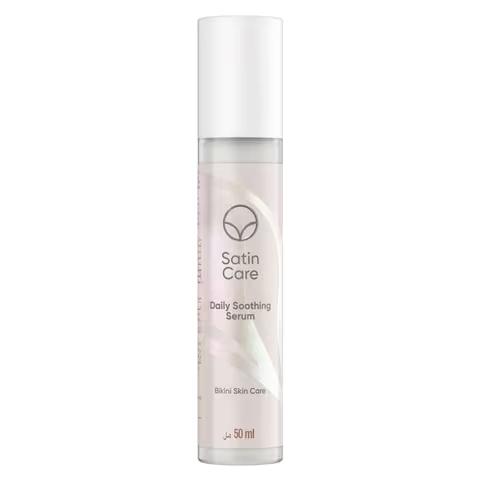 Satin
Care
Daily Soothing
Serum
Bikini Skin Care
50 ml مل